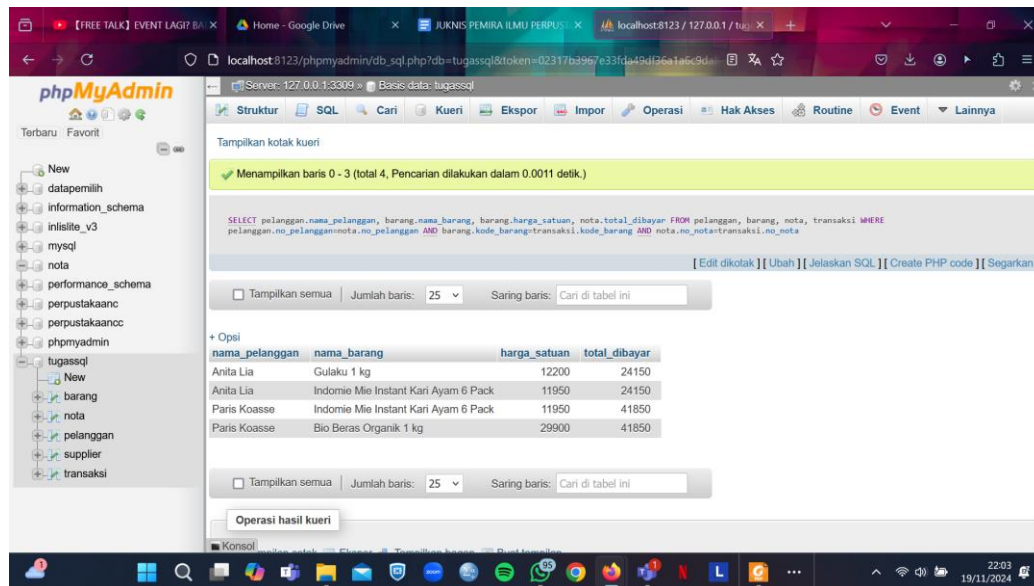 【FREE TALK】 EVENT LAGI? BA
Home - Google Drive
JUKNIS PEMIRA ILMU PERPUST
localhost:8123 / 127.0.0.1 / tug
localhost:8123/phpmyadmin/db_sql.php?db=tugassql&token=02317b3967e33fda49df36a1a6c9da
phpMyAdmin
Server: 127.0.0.1:3309 » Basis data: tugassql
Struktur SQL Cari Kueri Ekspor Impor Operasi Hak Akses Routine Event Lainnya
Terbaru Favorit
New
datapemilih
information_schema
inlislite_v3
mysql
nota
performance_schema
perpustakaanc
perpustakaancc
phpmyadmin
tugassql
New
barang
nota
pelanggan
supplier
transaksi
Tampilkan kotak kueri
Menampilkan baris 0 - 3 (total 4, Pencarian dilakukan dalam 0.0011 detik.)
SELECT pelanggan.nama_pelanggan, barang.nama_barang, barang.harga_satuan, nota.total_dibayar FROM pelanggan, barang, nota, transaksi WHERE
pelanggan.no_pelanggan=nota.no_pelanggan AND barang.kode_barang=transaksi.kode_barang AND nota.no_nota=transaksi.no_nota
[ Edit dikotak ] [ Ubah ] [ Jelaskan SQL ] [ Create PHP code ] [ Segarkan
Tampilkan semua Jumlah baris: 25 Saring baris: Cari di tabel ini
+ Opsi
nama_pelanggan nama_barang harga_satuan total_dibayar
Anita Lia Gulaku 1 kg 12200 24150
Anita Lia Indomie Mie Instant Kari Ayam 6 Pack 11950 24150
Paris Koasse Indomie Mie Instant Kari Ayam 6 Pack 11950 41850
Paris Koasse Bio Beras Organik 1 kg 29900 41850
Tampilkan semua Jumlah baris: 25 Saring baris: Cari di tabel ini
Operasi hasil kueri
Konsol
95
22:03
19/11/2024